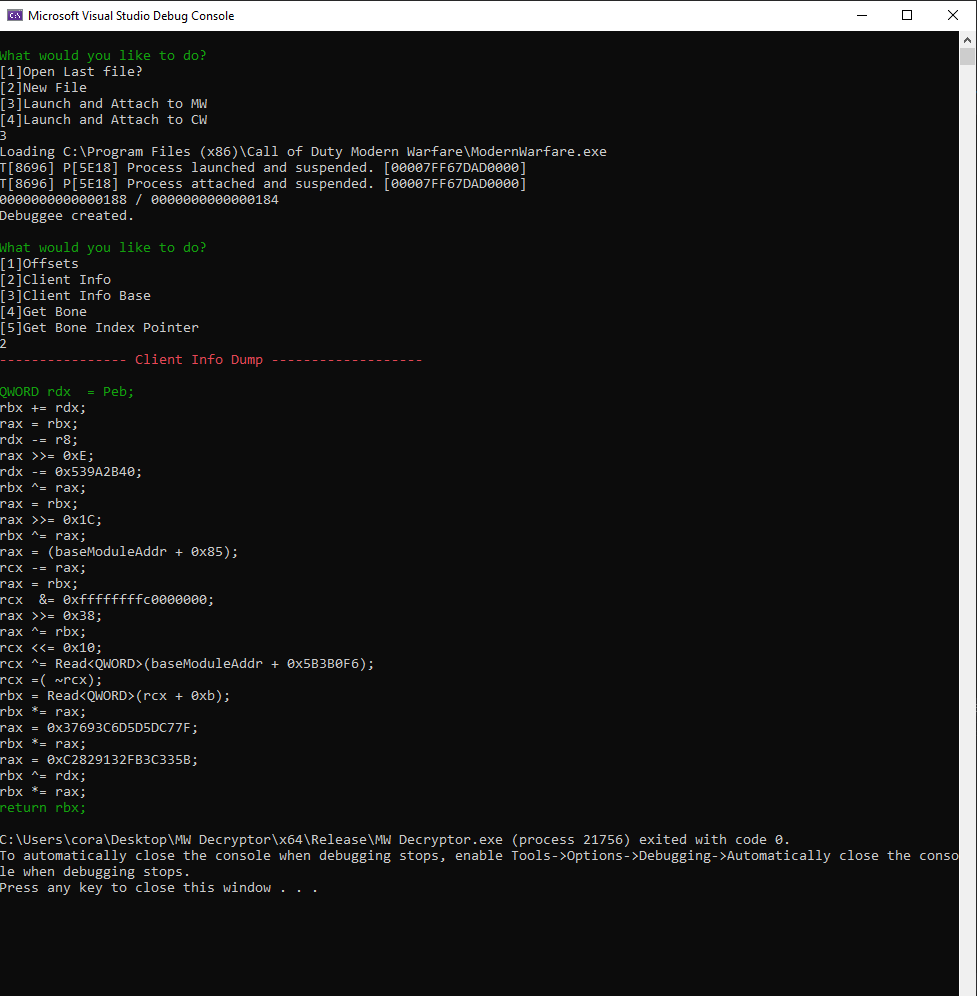 Microsoft Visual Studio Debug Console
What would you like to do?
[1]Open Last file?
[2]New File
[3]Launch and Attach to MW
[4]Launch and Attach to CW
3
Loading C:\Program Files (x86)\Call of Duty Modern Warfare\ModernWarfare.exe
T[8696] P[5E18] Process launched and suspended. [00007FF67DAD0000]
T[8696] P[5E18] Process attached and suspended. [00007FF67DAD0000]
0000000000000188 / 0000000000000184
Debuggee created.
What would you like to do?
[1]Offsets
[2]Client Info
[3]Client Info Base
[4]Get Bone
[5]Get Bone Index Pointer
2
---------------- Client Info Dump -------------------
QWORD rdx  = Peb;
rbx += rdx;
rax = rbx;
rdx -= r8;
rax >>= 0xE;
rdx -= 0x539A2B40;
rbx ^= rax;
rax = rbx;
rax >>= 0x1C;
rbx ^= rax;
rax = (baseModuleAddr + 0x85);
rcx -= rax;
rax = rbx;
rcx  &= 0xffffffffc0000000;
rax >>= 0x38;
rax ^= rbx;
rcx <<= 0x10;
rcx ^= Read<QWORD>(baseModuleAddr + 0x5B3B0F6);
rcx =( ~rcx);
rbx = Read<QWORD>(rcx + 0xb);
rbx *= rax;
rax = 0x37693C6D5D5DC77F;
rbx *= rax;
rax = 0xC2829132FB3C335B;
rbx ^= rdx;
rbx *= rax;
return rbx;
C:\Users\cora\Desktop\MW Decryptor\x64\Release\MW Decryptor.exe (process 21756) exited with code 0.
To automatically close the console when debugging stops, enable Tools->Options->Debugging->Automatically close the conso
le when debugging stops.
Press any key to close this window . . .